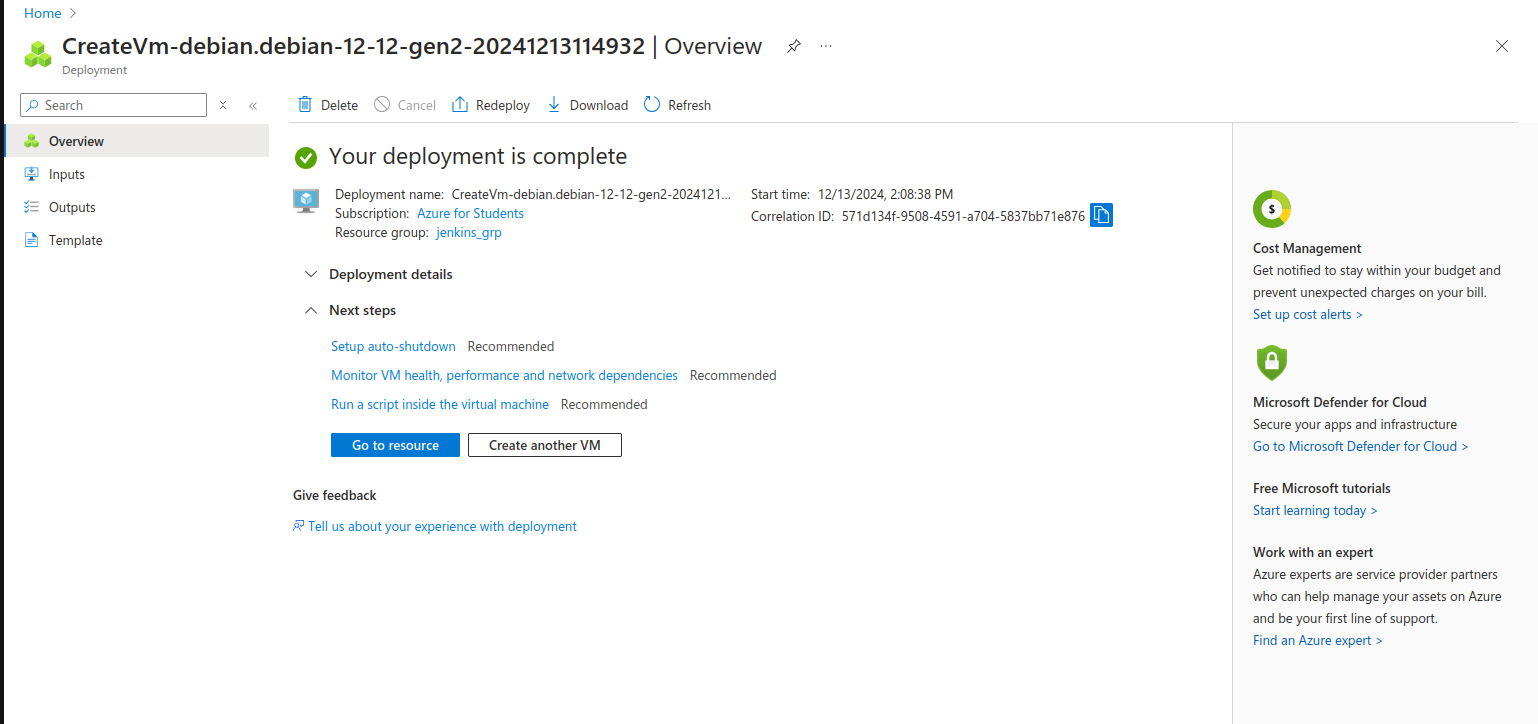 Home
CreateVm-debian.debian-12-12-gen2-20241213114932 | Overview
Deployment
Search
Overview
Inputs
Outputs
Template
Delete Cancel Redeploy Download Refresh
Your deployment is complete
Deployment name: CreateVm-debian.debian-12-12-gen2-2024121...
Subscription: Azure for Students
Resource group: jenkins_grp
Start time: 12/13/2024, 2:08:38 PM
Correlation ID: 571d134f-9508-4591-a704-5837bb71e876
Deployment details
Next steps
Setup auto-shutdown Recommended
Monitor VM health, performance and network dependencies Recommended
Run a script inside the virtual machine Recommended
Go to resource Create another VM
Give feedback
Tell us about your experience with deployment
$
Cost Management
Get notified to stay within your budget and
prevent unexpected charges on your bill.
Set up cost alerts >
Microsoft Defender for Cloud
Secure your apps and infrastructure
Go to Microsoft Defender for Cloud >
Free Microsoft tutorials
Start learning today >
Work with an expert
Azure experts are service provider partners
who can help manage your assets on Azure
and be your first line of support.
Find an Azure expert >